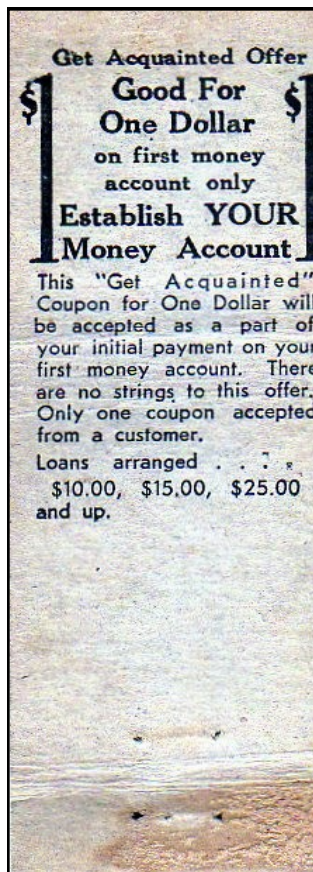 Get Acquainted Offer
$1 Good For $1
One Dollar
on first money
account only
Establish YOUR
Money Account
This "Get Acquainted"
Coupon for One Dollar will
be accepted as a part of
your initial payment on your
first money account. There
are no strings to this offer.
Only one coupon accepted
from a customer.
Loans arranged . . . .
$10.00, $15.00, $25.00
and up.